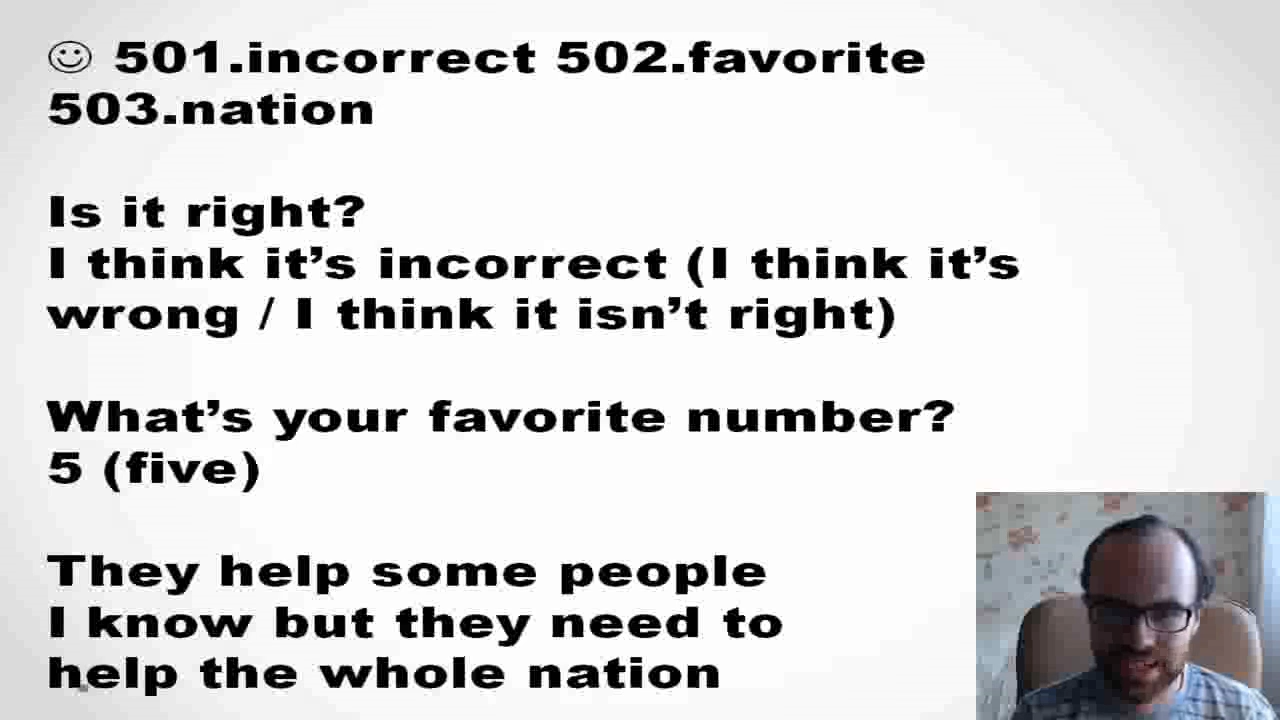 ☺ 501.incorrect 502.favorite
503.nation
Is it right?
I think it’s incorrect (I think it’s
wrong / I think it isn’t right)
What’s your favorite number?
5 (five)
They help some people
I know but they need to
help the whole nation